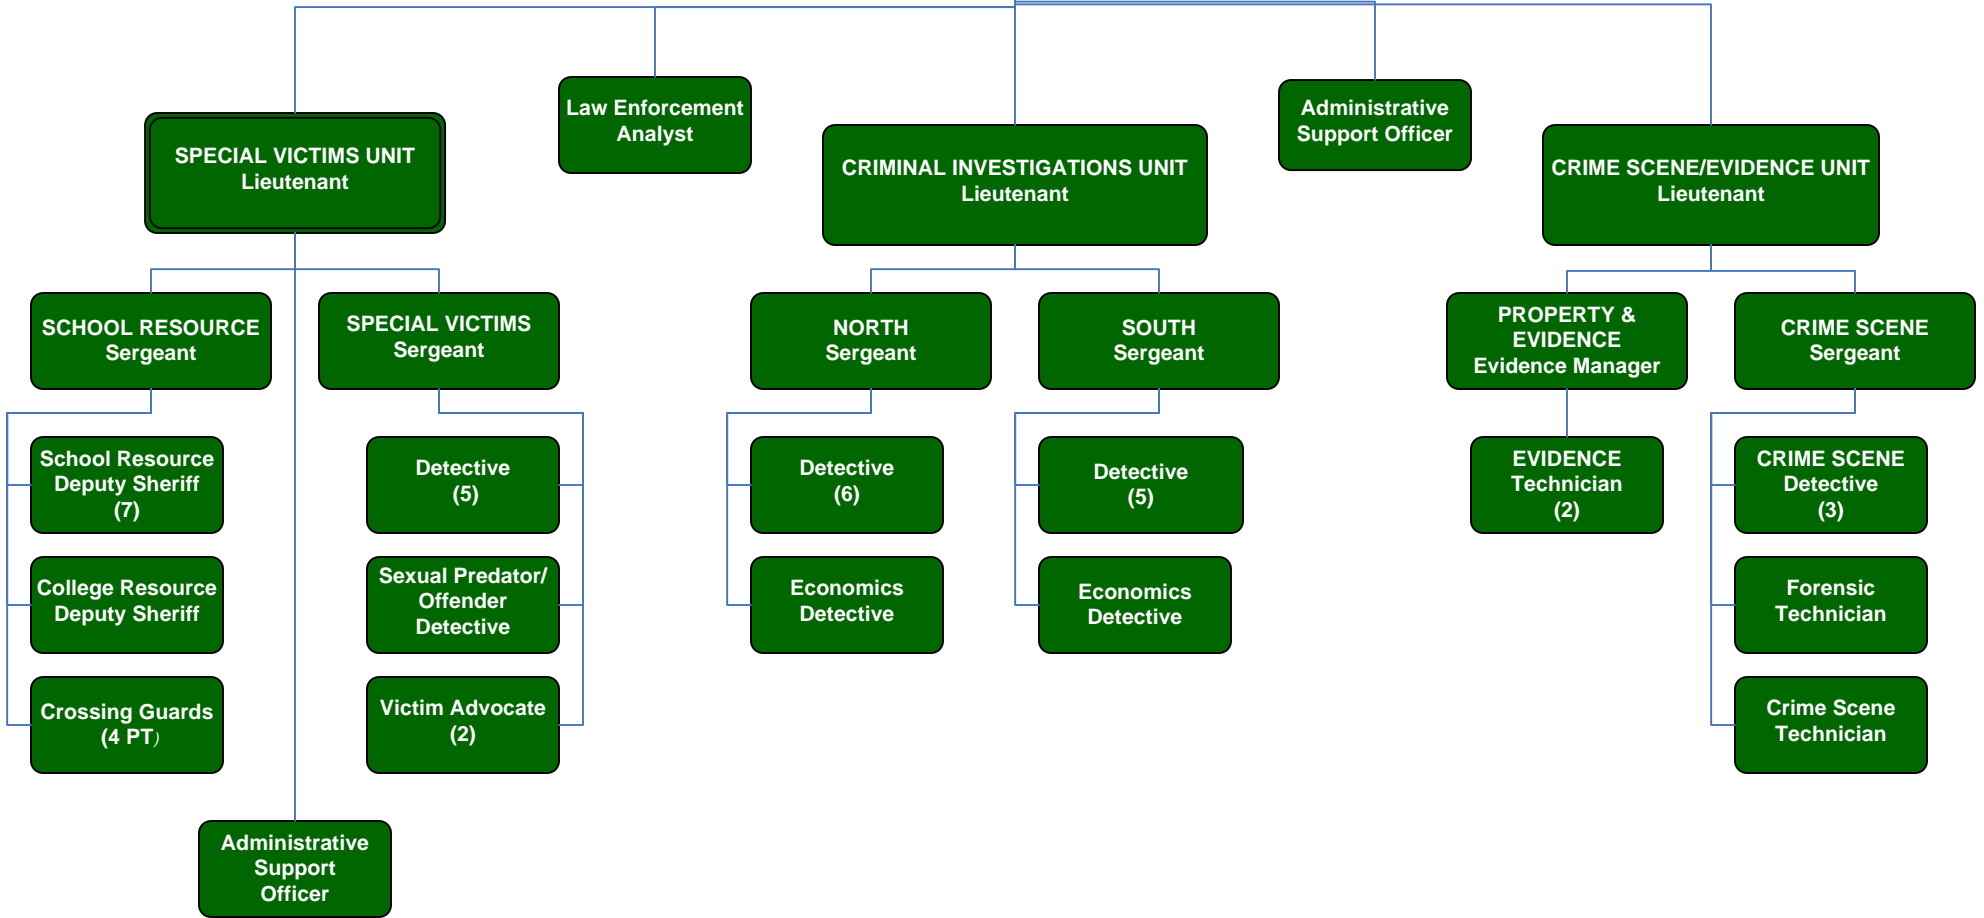 Law Enforcement
Analyst
Administrative
Support Officer
SPECIAL VICTIMS UNIT
Lieutenant
CRIMINAL INVESTIGATIONS UNIT
Lieutenant
CRIME SCENE/EVIDENCE UNIT
Lieutenant
SCHOOL RESOURCE
Sergeant
SPECIAL VICTIMS
Sergeant
NORTH
Sergeant
SOUTH
Sergeant
PROPERTY &
EVIDENCE
Evidence Manager
CRIME SCENE
Sergeant
School Resource
Deputy Sheriff
(7)
Detective
(5)
Detective
(6)
Detective
(5)
EVIDENCE
Technician
(2)
CRIME SCENE
Detective
(3)
College Resource
Deputy Sheriff
Sexual Predator/
Offender
Detective
Economics
Detective
Economics
Detective
Forensic
Technician
Crossing Guards
(4 PT)
Victim Advocate
(2)
Crime Scene
Technician
Administrative
Support
Officer